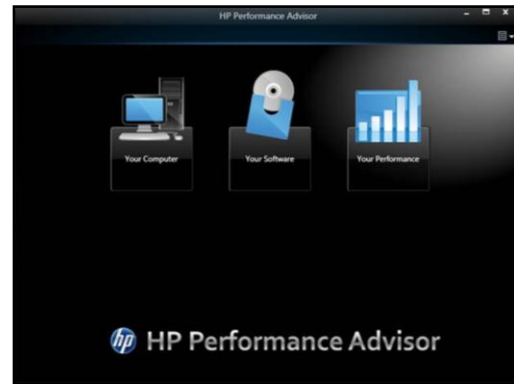 HP Performance Advisor
Your Computer
Your Software
Your Performance
hp HP Performance Advisor